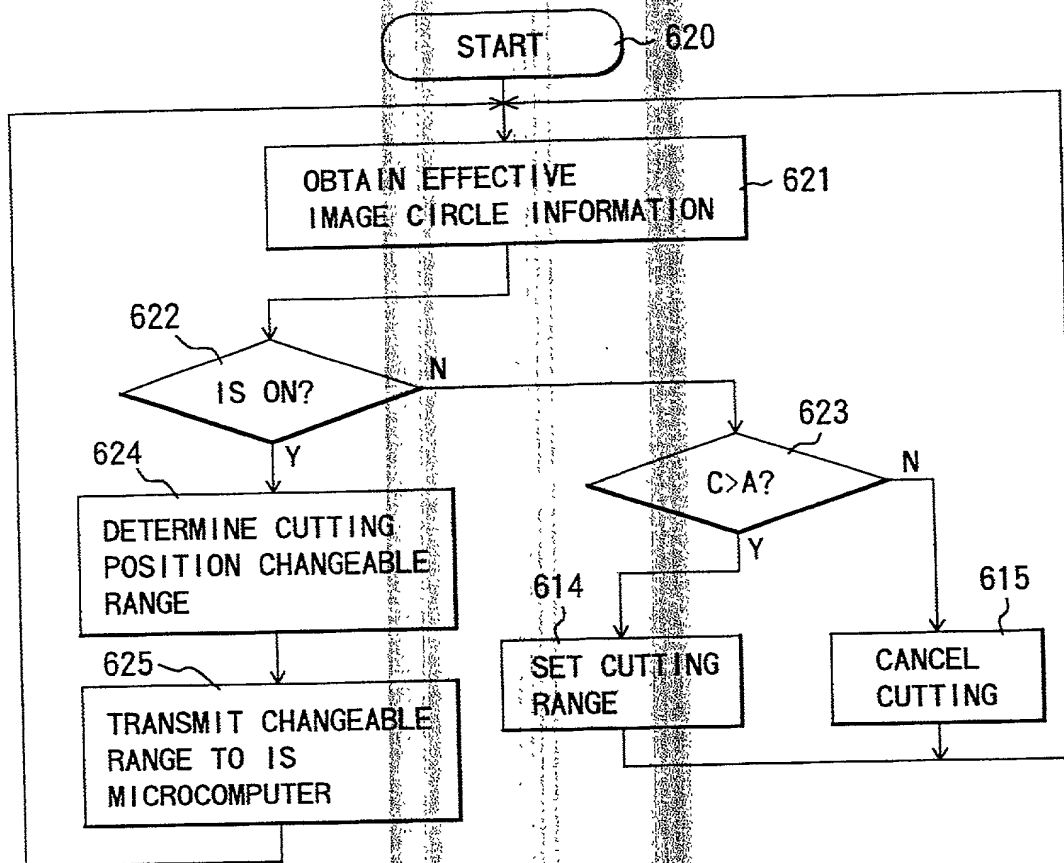 START
620
OBTAIN EFFECTIVE
IMAGE CIRCLE INFORMATION
621
622
IS ON?
N
Y
623
C>A?
N
Y
624
DETERMINE CUTTING
POSITION CHANGEABLE
RANGE
614
SET CUTTING
RANGE
615
CANCEL
CUTTING
625
TRANSMIT CHANGEABLE
RANGE TO IS
MICROCOMPUTER